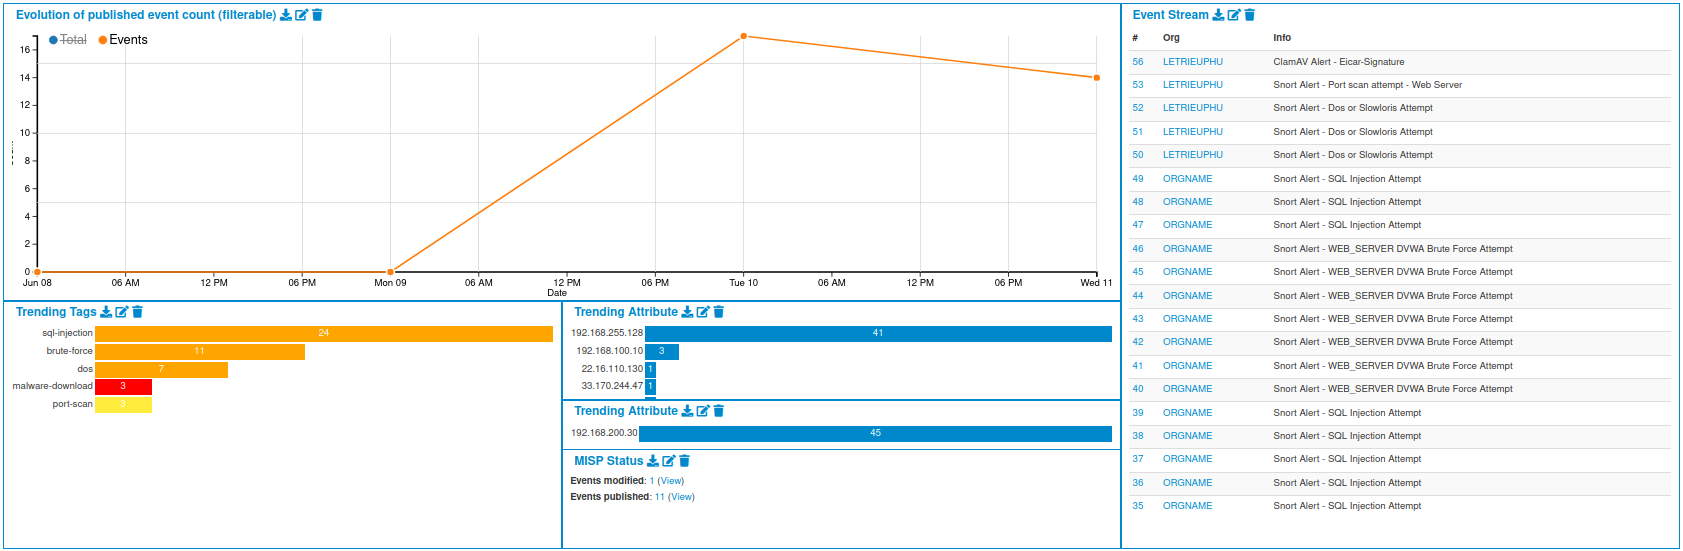 Evolution of published event count (filterable)
Total
Events
16
14
12
10
8
6
4
2
0
Jun 08 06 AM 12 PM 06 PM Mon 09 06 AM 12 PM 06 PM Tue 10 06 AM 12 PM 06 PM Wed 11
Date
Trending Tags
sql-injection 24
brute-force 11
dos 7
malware-download 3
port-scan 3
Trending Attribute
192.168.255.128 41
192.168.100.10 3
22.16.110.130 1
33.170.244.47 1
Trending Attribute
192.168.200.30 45
MISP Status
Events modified: 1 (View)
Events published: 11 (View)
Event Stream
# Org Info
56 LETRIEUPHU ClamAV Alert - Eicar-Signature
53 LETRIEUPHU Snort Alert - Port scan attempt - Web Server
52 LETRIEUPHU Snort Alert - Dos or Slowloris Attempt
51 LETRIEUPHU Snort Alert - Dos or Slowloris Attempt
50 LETRIEUPHU Snort Alert - Dos or Slowloris Attempt
49 ORGNAME Snort Alert - SQL Injection Attempt
48 ORGNAME Snort Alert - SQL Injection Attempt
47 ORGNAME Snort Alert - SQL Injection Attempt
46 ORGNAME Snort Alert - WEB_SERVER DVWA Brute Force Attempt
45 ORGNAME Snort Alert - WEB_SERVER DVWA Brute Force Attempt
44 ORGNAME Snort Alert - WEB_SERVER DVWA Brute Force Attempt
43 ORGNAME Snort Alert - WEB_SERVER DVWA Brute Force Attempt
42 ORGNAME Snort Alert - WEB_SERVER DVWA Brute Force Attempt
41 ORGNAME Snort Alert - WEB_SERVER DVWA Brute Force Attempt
40 ORGNAME Snort Alert - WEB_SERVER DVWA Brute Force Attempt
39 ORGNAME Snort Alert - SQL Injection Attempt
38 ORGNAME Snort Alert - SQL Injection Attempt
37 ORGNAME Snort Alert - SQL Injection Attempt
36 ORGNAME Snort Alert - SQL Injection Attempt
35 ORGNAME Snort Alert - SQL Injection Attempt